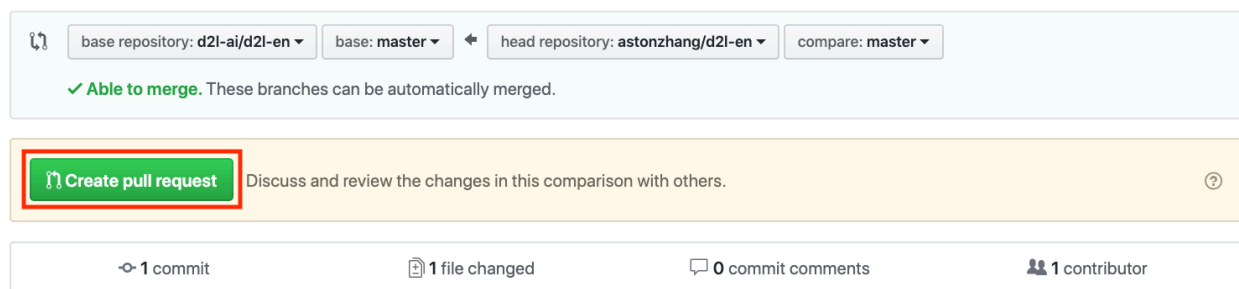 base repository: d2l-ai/d2l-en base: master head repository: astonzhang/d2l-en compare: master
Able to merge. These branches can be automatically merged.
Create pull request Discuss and review the changes in this comparison with others.
1 commit 1 file changed 0 commit comments 1 contributor